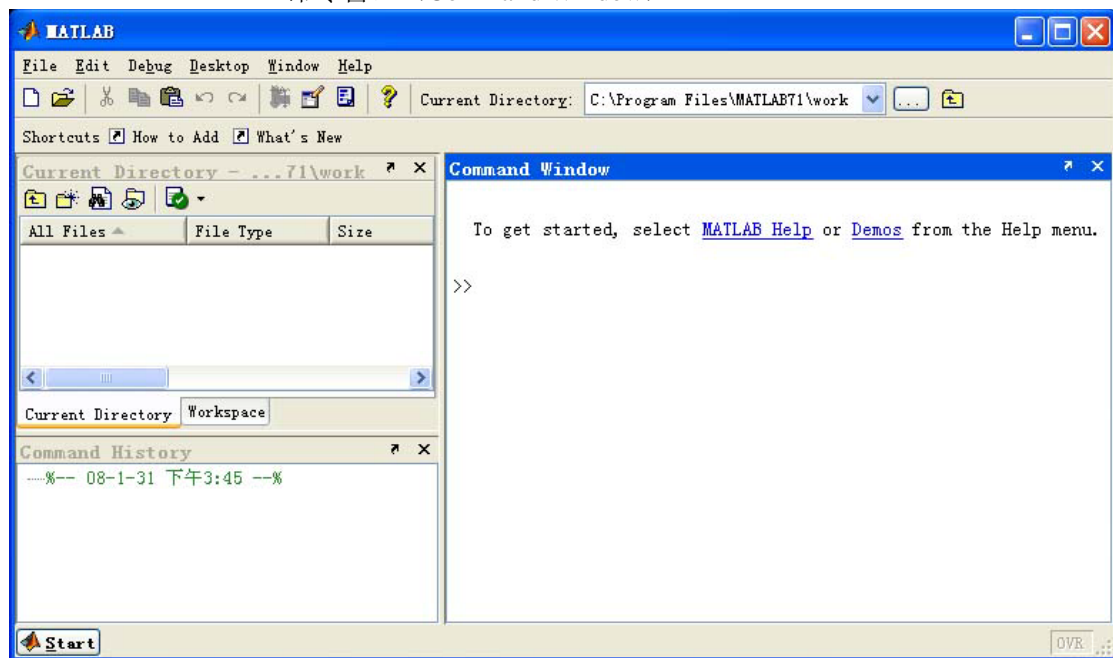 MATLAB
File Edit Debug Desktop Window Help
Current Directory: C:\Program Files\MATLAB71\work ...
Shortcuts How to Add What's New
Current Directory - ...71\work
All Files File Type Size
Current Directory Workspace
Command History
%-- 08-1-31 下午3:45 --%
Command Window
To get started, select MATLAB Help or Demos from the Help menu.
>>
Start
OVR